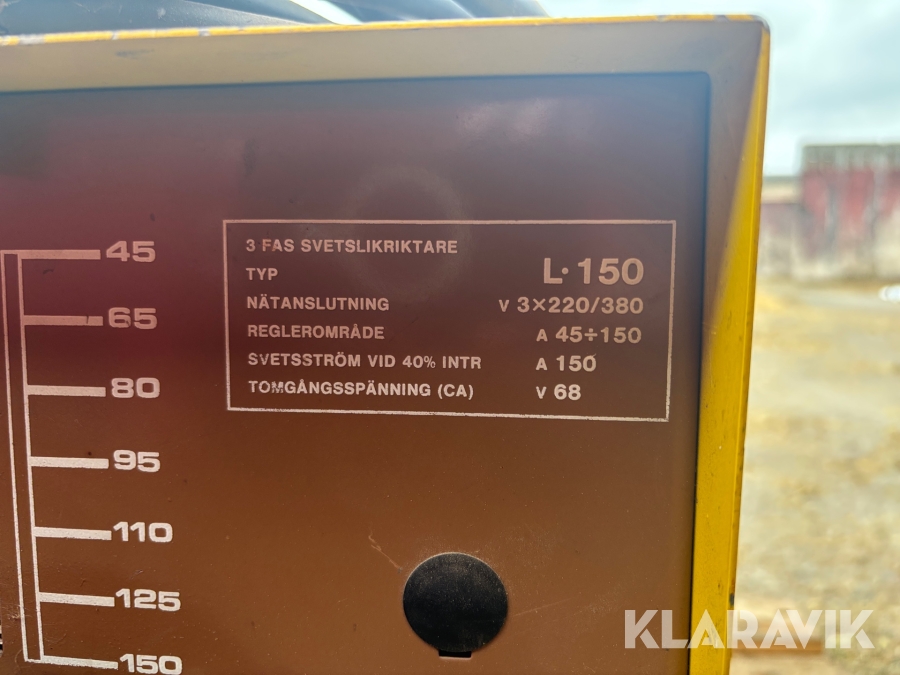 3 FAS SVETSLIKRIKTARE
TYP L·150
NÄTANSLUTNING V 3×220/380
REGLEROMRÅDE A 45÷150
SVETSSTRÖM VID 40% INTR A 150
TOMGÅNGSSPÄNNING (CA) V 68
45
65
80
95
110
125
150
KLARAVIK